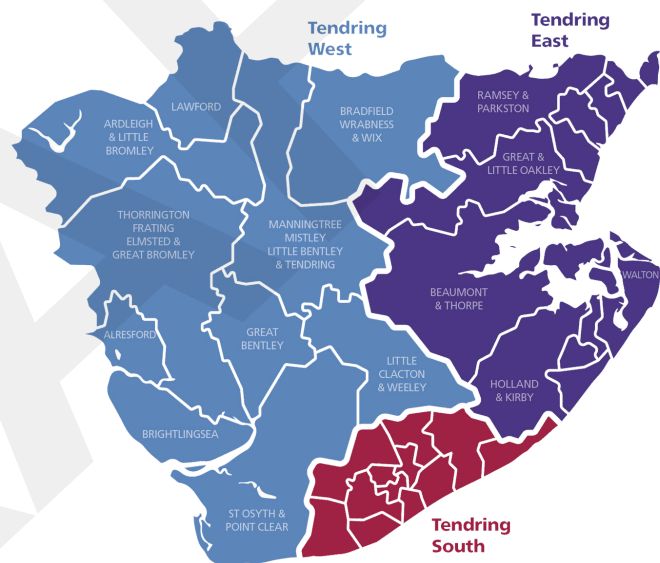 Tendring
West
Tendring
East
LAWFORD
ARDLEIGH
& LITTLE
BROMLEY
BRADFIELD
WRABNESS
& WIX
RAMSEY &
PARKSTON
GREAT &
LITTLE OAKLEY
THORRINGTON
FRATING
ELMSTED &
GREAT BROMLEY
MANNINGTREE
MISTLEY
LITTLE BENTLEY
& TENDRING
WALTON
BEAUMONT
& THORPE
ALRESFORD
GREAT
BENTLEY
LITTLE
CLACTON
& WEELEY
HOLLAND
& KIRBY
BRIGHTLINGSEA
ST OSYTH &
POINT CLEAR
Tendring
South